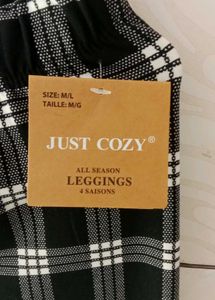 SIZE: M/L
TAILLE: M/G
JUST COZY®
ALL SEASON
LEGGINGS
4 SAISONS